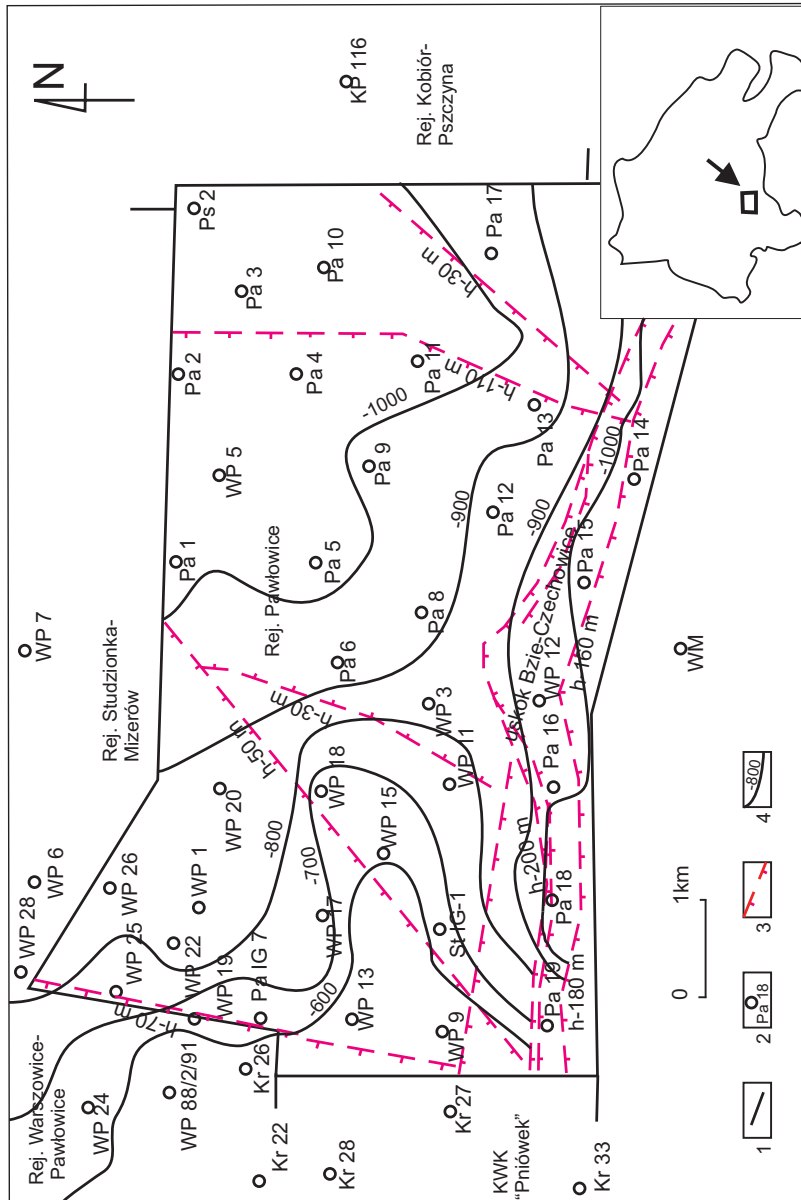 N
KP 116
Rej. Kobiór-
Pszczyna
Ps 2
Pa 3
Pa 10
Pa 17
h-30 m
Pa 2
Pa 4
Pa 11
h-110 m
Pa 13
-1000
WP 5
Pa 9
Pa 12
-900
-900
-1000
Pa 14
Pa 1
Pa 5
Rej. Pawłowice
Pa 8
Pa 15
uskok Bzie-Czechowice
WP 7
Rej. Studzionka-
Mizerów
Pa 6
h-30 m
h-50 m
WP 3
WP 12
h-160 m
WM
WP 20
WP 18
WP 11
Pa 16
-800
-700
WP 15
h-200 m
WP 6
WP 28
WP 26
WP 1
WP 25
WP 22
WP 17
St IG-1
Pa 18
WP 19
Pa IG 7
-600
WP 13
WP 9
Pa 19
h-180 m
h-70 m
Rej. Warszowice-
Pawłowice
WP 24
WP 88/2/91
Kr 26
Kr 22
Kr 28
Kr 27
KWK
“Pniówek”
Kr 33
0
1km
1
2
Pa 18
3
4
-800